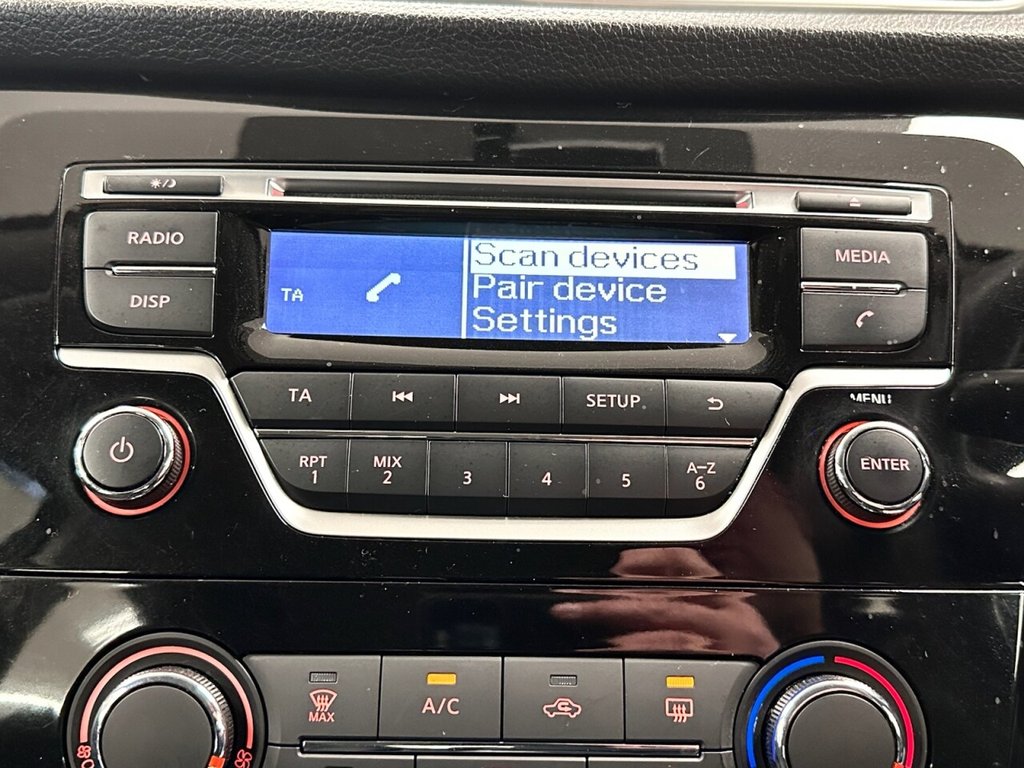 RADIO
DISP
TA
Scan devices
Pair device
Settings
MEDIA
TA
SETUP
MENU
RPT
1
MIX
2
3
4
5
A–Z
6
ENTER
MAX
A/C